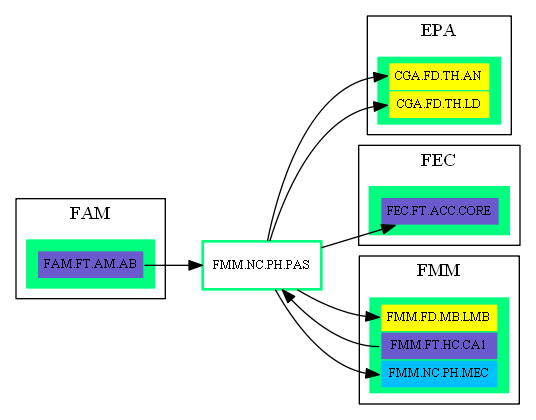 EPA
CGA.FD.TH.AN
CGA.FD.TH.LD
FEC
FEC.FT.ACC.CORE
FAM
FAM.FT.AM.AB
FMM.NC.PH.PAS
FMM
FMM.FD.MB.LMB
FMM.FT.HC.CA1
FMM.NC.PH.MEC